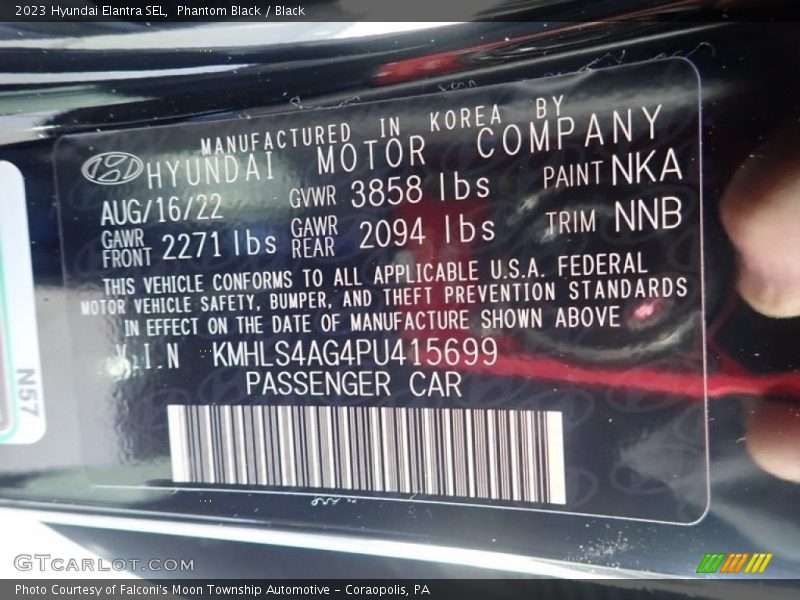 2023 Hyundai Elantra SEL, Phantom Black / Black
MANUFACTURED IN KOREA BY
HYUNDAI MOTOR COMPANY
AUG/16/22 GVWR 3858 lbs PAINT NKA
GAWR FRONT 2271 lbs GAWR REAR 2094 lbs TRIM NNB
THIS VEHICLE CONFORMS TO ALL APPLICABLE U.S.A. FEDERAL
MOTOR VEHICLE SAFETY, BUMPER, AND THEFT PREVENTION STANDARDS
IN EFFECT ON THE DATE OF MANUFACTURE SHOWN ABOVE
V.I.N KMHLS4AG4PU415699
PASSENGER CAR
N57
GTCARLOT.COM
Photo Courtesy of Falconi's Moon Township Automotive – Coraopolis, PA